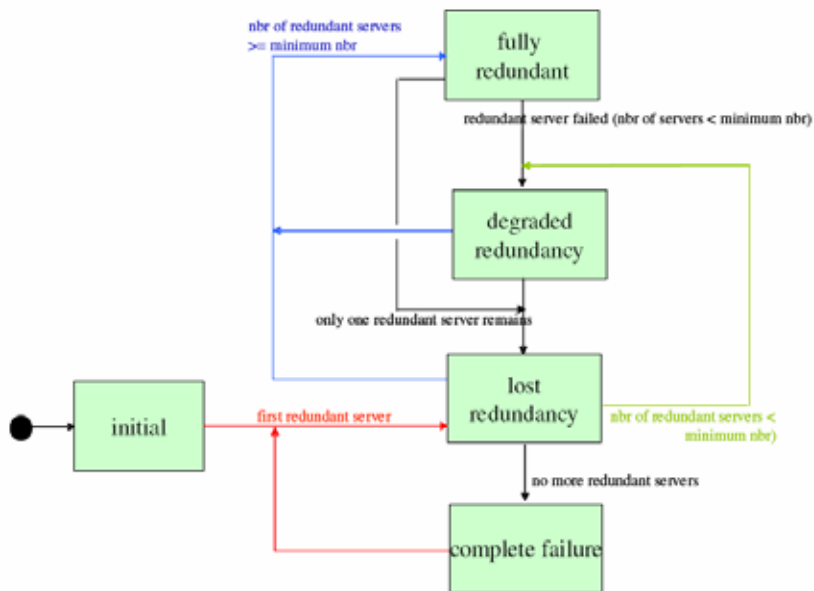 nbr of redundant servers
>= minimum nbr
fully
redundant
redundant server failed (nbr of servers < minimum nbr)
degraded
redundancy
only one redundant server remains
lost
redundancy
initial
first redundant server
nbr of redundant servers <
minimum nbr)
no more redundant servers
complete failure